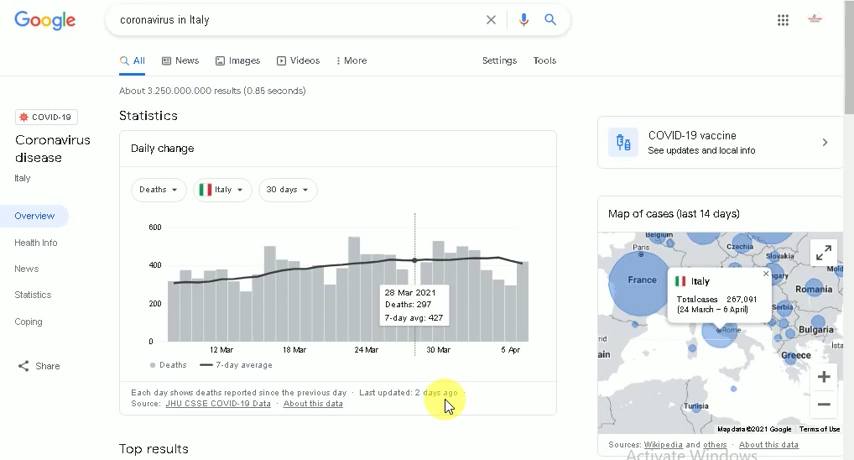 Google
coronavirus in Italy
All
News
Images
Videos
More
Settings
Tools
About 3.250.000.000 results (0.85 seconds)
COVID-19
Coronavirus
disease
Italy
Overview
Health Info
News
Statistics
Coping
Share
Statistics
Daily change
Deaths
Italy
30 days
600
400
200
0
28 Mar 2021
Deaths: 297
7-day avg: 427
12 Mar
18 Mar
24 Mar
30 Mar
5 Apr
Deaths
7-day average
Each day shows deaths reported since the previous day · Last updated: 2 days ago ·
Source: JHU CSSE COVID-19 Data · About this data
Top results
COVID-19 vaccine
See updates and local info
Map of cases (last 14 days)
Belgium
Paris
Czechia
Slovakia
France
Italy
Total cases 267,091
(24 March – 6 April)
Romania
Serbia
Bulgaria
Rome
ain
Greece
Tunisia
Map data ©2021 Google
Terms of Use
Sources: Wikipedia and others · About this data
Activate Windows